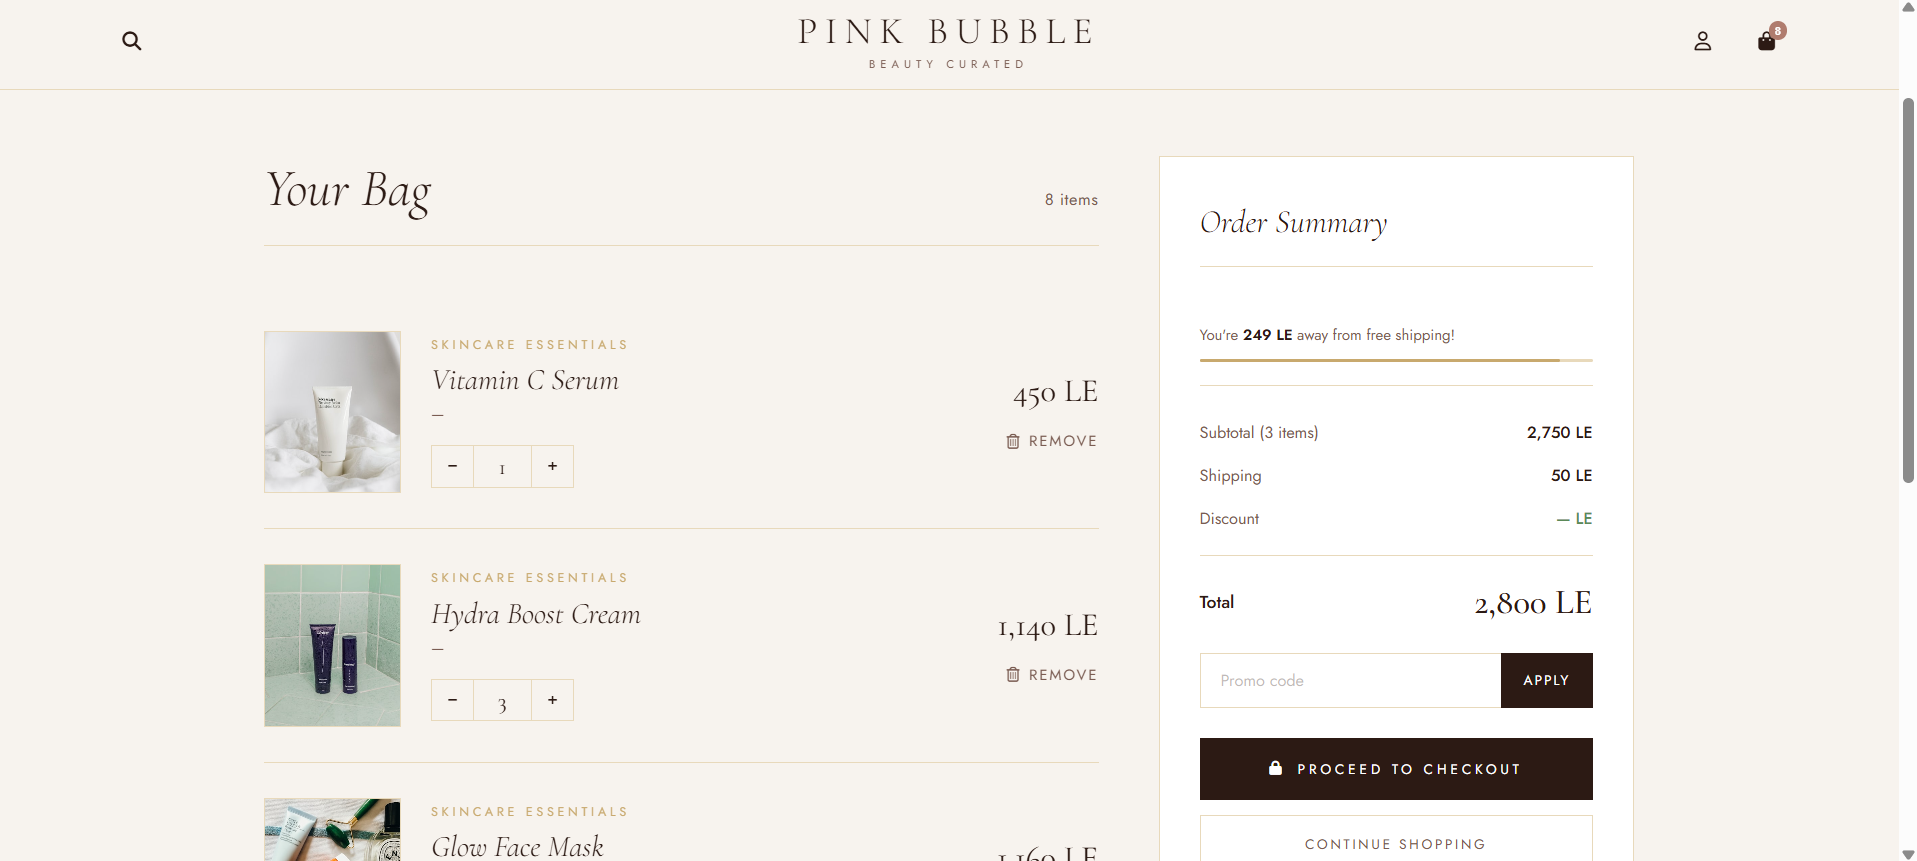 PINK BUBBLE
BEAUTY CURATED
8
Your Bag
8 items
SKINCARE ESSENTIALS
Vitamin C Serum
—
450 LE
REMOVE
− 1 +
SKINCARE ESSENTIALS
Hydra Boost Cream
—
1,140 LE
REMOVE
− 3 +
SKINCARE ESSENTIALS
Glow Face Mask
1,160 LE
Order Summary
You're 249 LE away from free shipping!
Subtotal (3 items) 2,750 LE
Shipping 50 LE
Discount — LE
Total 2,800 LE
Promo code APPLY
PROCEED TO CHECKOUT
CONTINUE SHOPPING